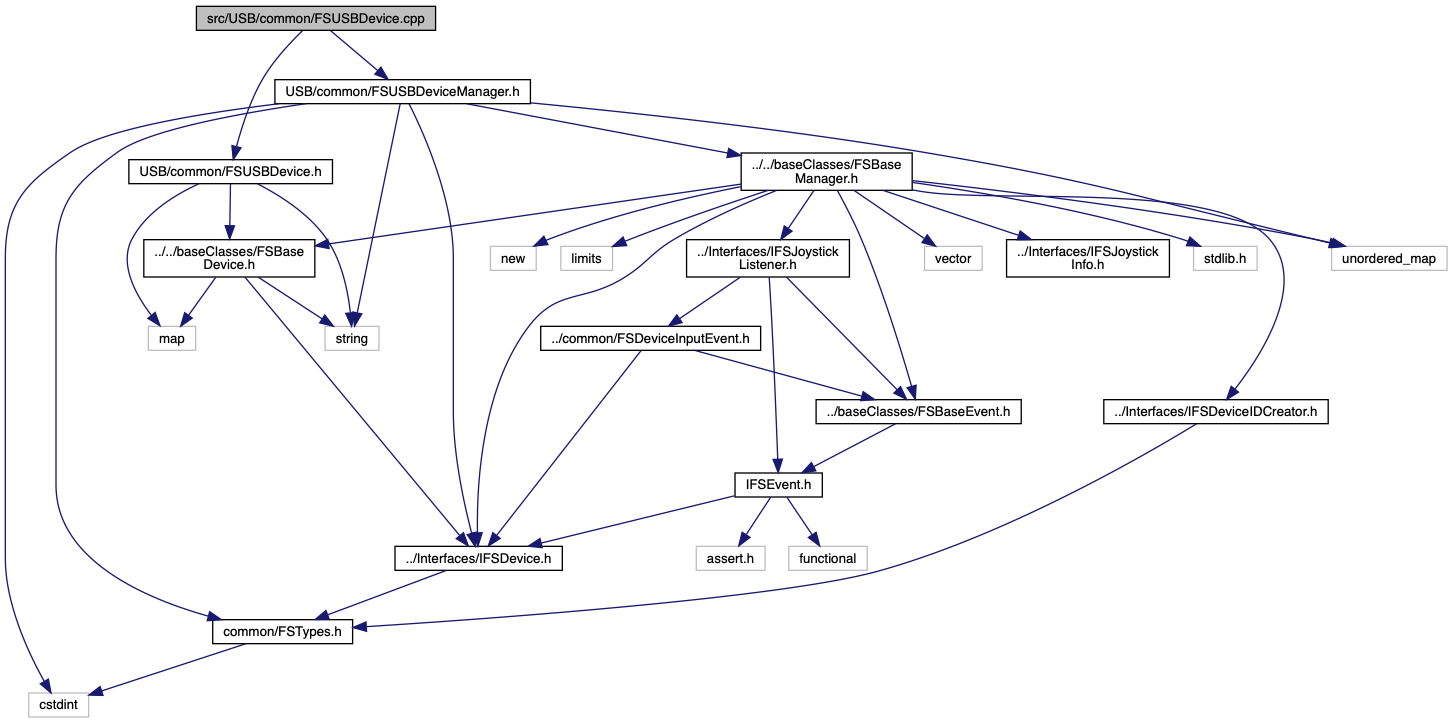 src/USB/common/FSUSBDevice.cpp
USB/common/FSUSBDeviceManager.h
USB/common/FSUSBDevice.h
../../baseClasses/FSBase
Manager.h
../../baseClasses/FSBase
Device.h
new
limits
../Interfaces/IFSJoystick
Listener.h
vector
../Interfaces/IFSJoystick
Info.h
stdlib.h
unordered_map
map
string
../common/FSDeviceInputEvent.h
../baseClasses/FSBaseEvent.h
../Interfaces/IFSDeviceIDCreator.h
IFSEvent.h
../Interfaces/IFSDevice.h
assert.h
functional
common/FSTypes.h
cstdint